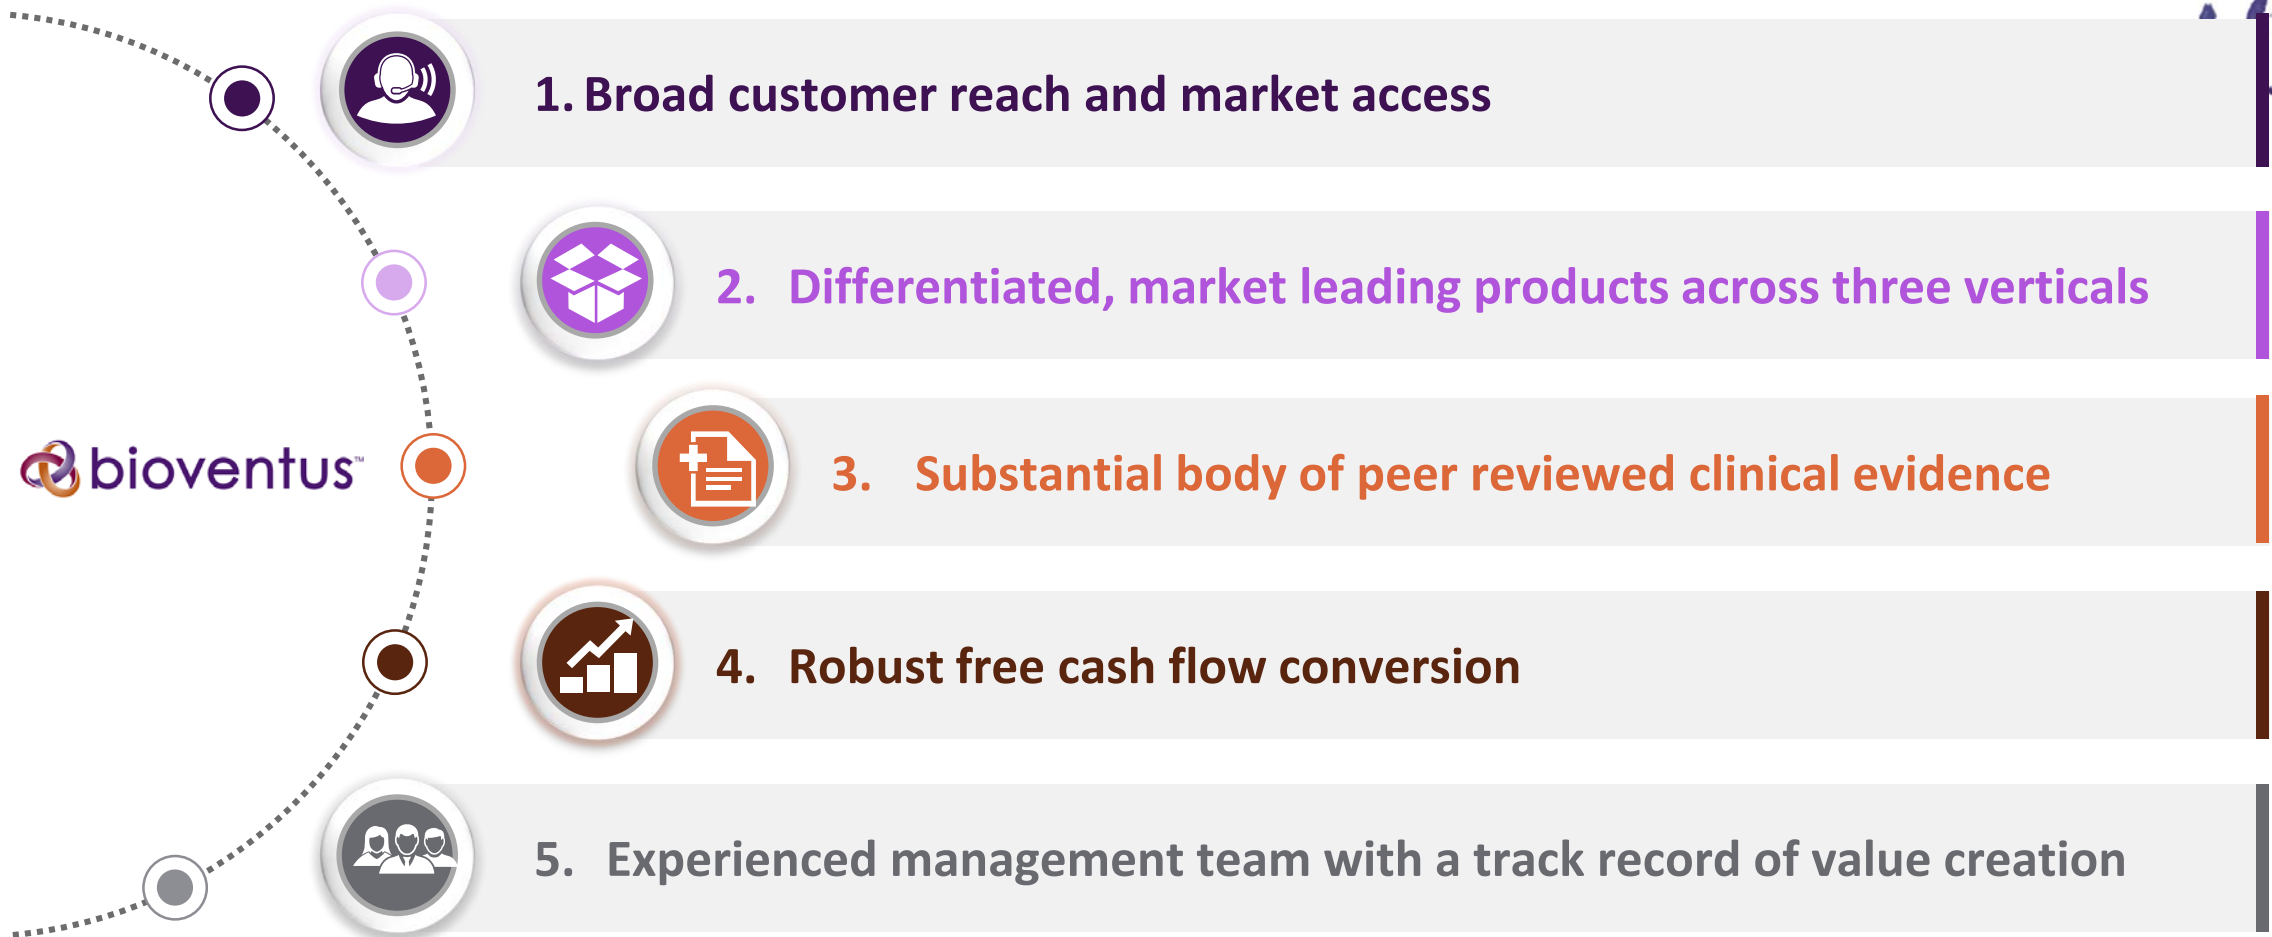 1. Broad customer reach and market access
2. Differentiated, market leading products across three verticals
bioventus™
3. Substantial body of peer reviewed clinical evidence
4. Robust free cash flow conversion
5. Experienced management team with a track record of value creation